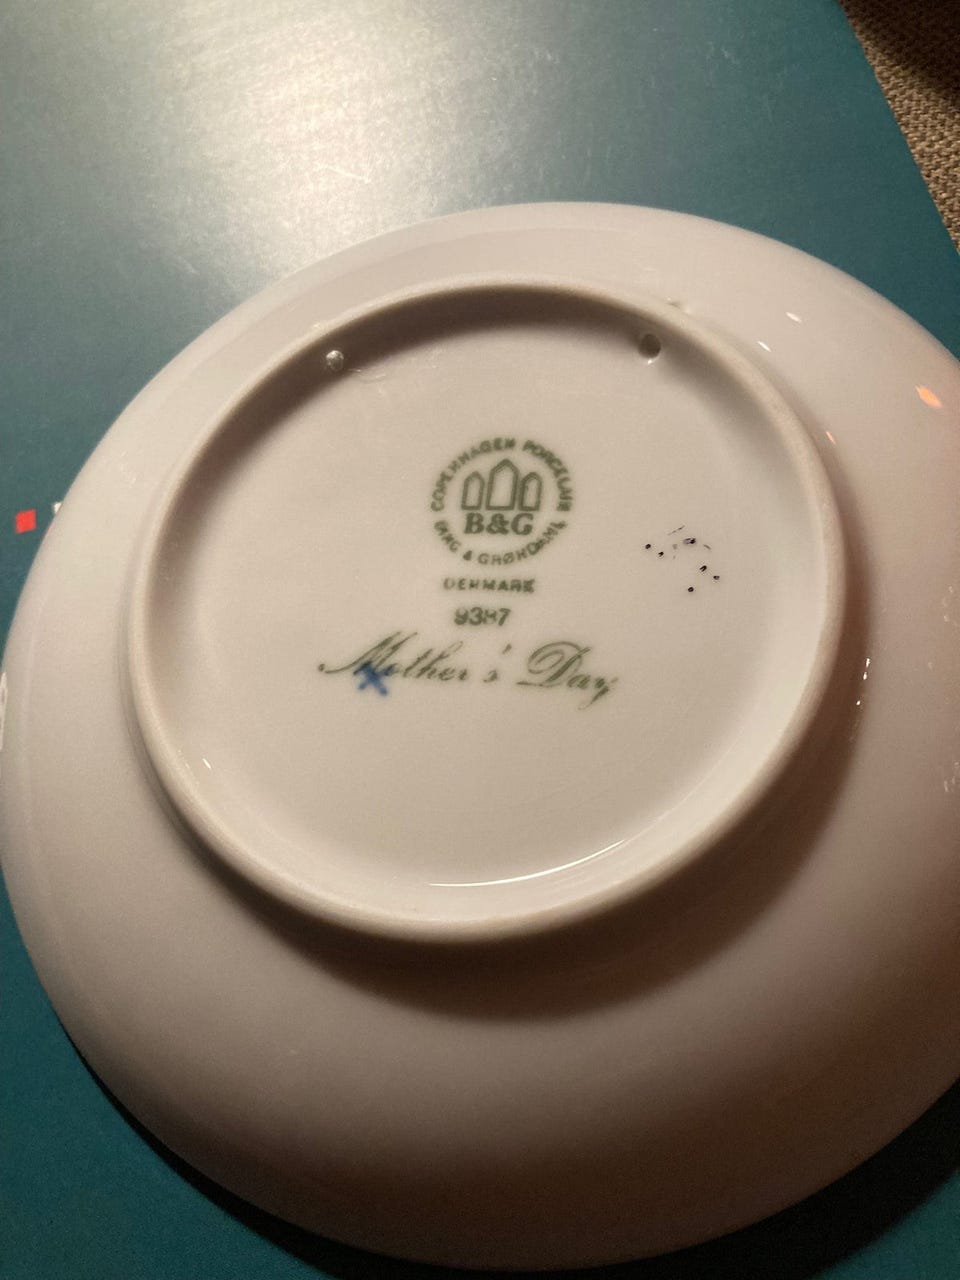 COPENHAGEN PORCELAIN
B&G
BING & GRØNDAHL
DENMARK
9387
Mother's Day